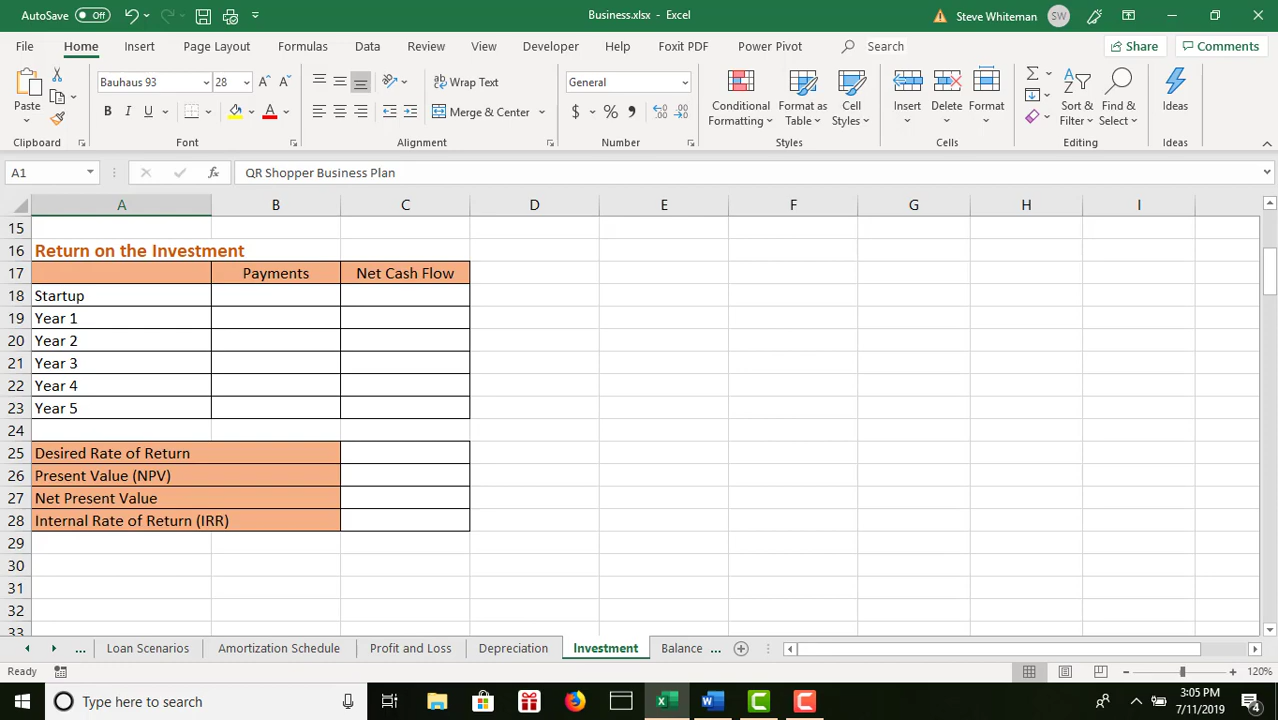 AutoSave Off Business.xlsx - Excel Steve Whiteman SW
File Home Insert Page Layout Formulas Data Review View Developer Help Foxit PDF Power Pivot Search Share Comments
Paste
Bauhaus 93 28
B I U A
Wrap Text
Merge & Center
General
$ %
Conditional Formatting
Format as Table
Cell Styles
Insert
Delete
Format
Sort & Filter
Find & Select
Ideas
Clipboard Font Alignment Number Styles Cells Editing Ideas
A1 fx QR Shopper Business Plan
A B C D E F G H I
15
16 Return on the Investment
17 Payments Net Cash Flow
18 Startup
19 Year 1
20 Year 2
21 Year 3
22 Year 4
23 Year 5
24
25 Desired Rate of Return
26 Present Value (NPV)
27 Net Present Value
28 Internal Rate of Return (IRR)
29
30
31
32
33
... Loan Scenarios Amortization Schedule Profit and Loss Depreciation Investment Balance ...
Ready 120%
Type here to search
3:05 PM
7/11/2019
4